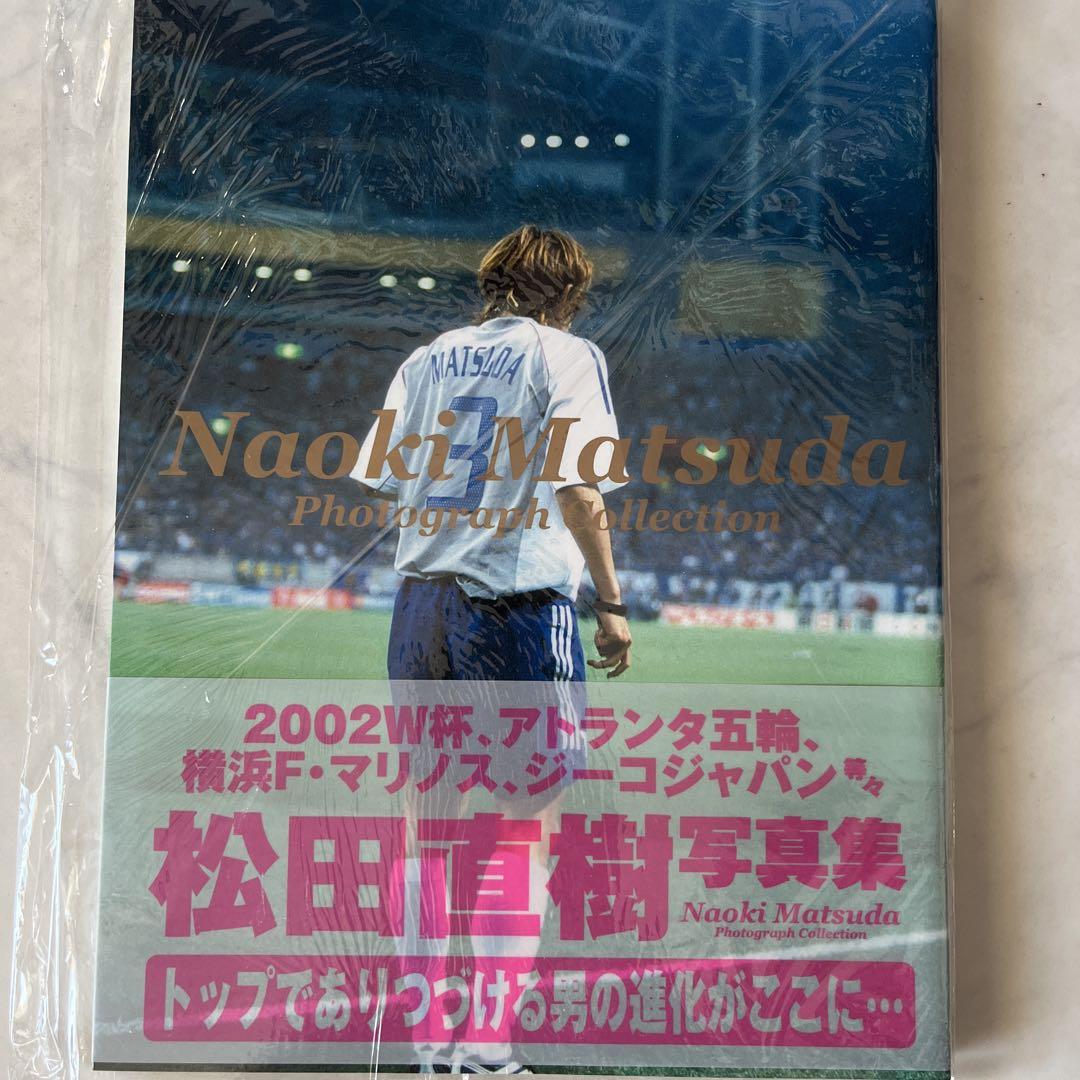 MATSUDA
3
Naoki Matsuda
Photograph Collection
2002W杯、アトランタ五輪、
横浜F・マリノス、ジーコジャパン等々
松田直樹写真集
Naoki Matsuda
Photograph Collection
トップでありつづける男の進化がここに…